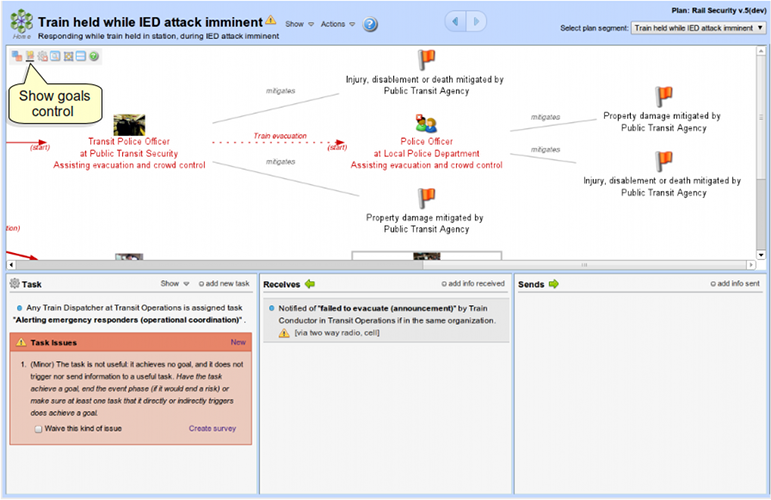 Plan: Rail Security v.5(dev)
Train held while IED attack imminent
Show
Actions
Select plan segment:
Train held while IED attack imminent
Home
Responding while train held in station, during IED attack imminent
Show goals
control
Injury, disablement or death mitigated by
Public Transit Agency
mitigates
(start)
Transit Police Officer
at Public Transit Security
Assisting evacuation and crowd control
Train evacuation
(start)
Police Officer
at Local Police Department
Assisting evacuation and crowd control
mitigates
Property damage mitigated by
Public Transit Agency
mitigates
Injury, disablement or death mitigated by
Public Transit Agency
mitigates
Property damage mitigated by
Public Transit Agency
tion)
Task
Show
add new task
Any Train Dispatcher at Transit Operations is assigned task
"Alerting emergency responders (operational coordination)" .
Task Issues
New
1. (Minor) The task is not useful: it achieves no goal, and it does not
trigger nor send information to a useful task. Have the task
achieve a goal, end the event phase (if it would end a risk) or
make sure at least one task that it directly or indirectly triggers
does achieve a goal.
Waive this kind of issue
Create survey
Receives
add info received
Notified of "failed to evacuate (announcement)" by Train
Conductor in Transit Operations if in the same organization.
[via two way radio, cell]
Sends
add info sent